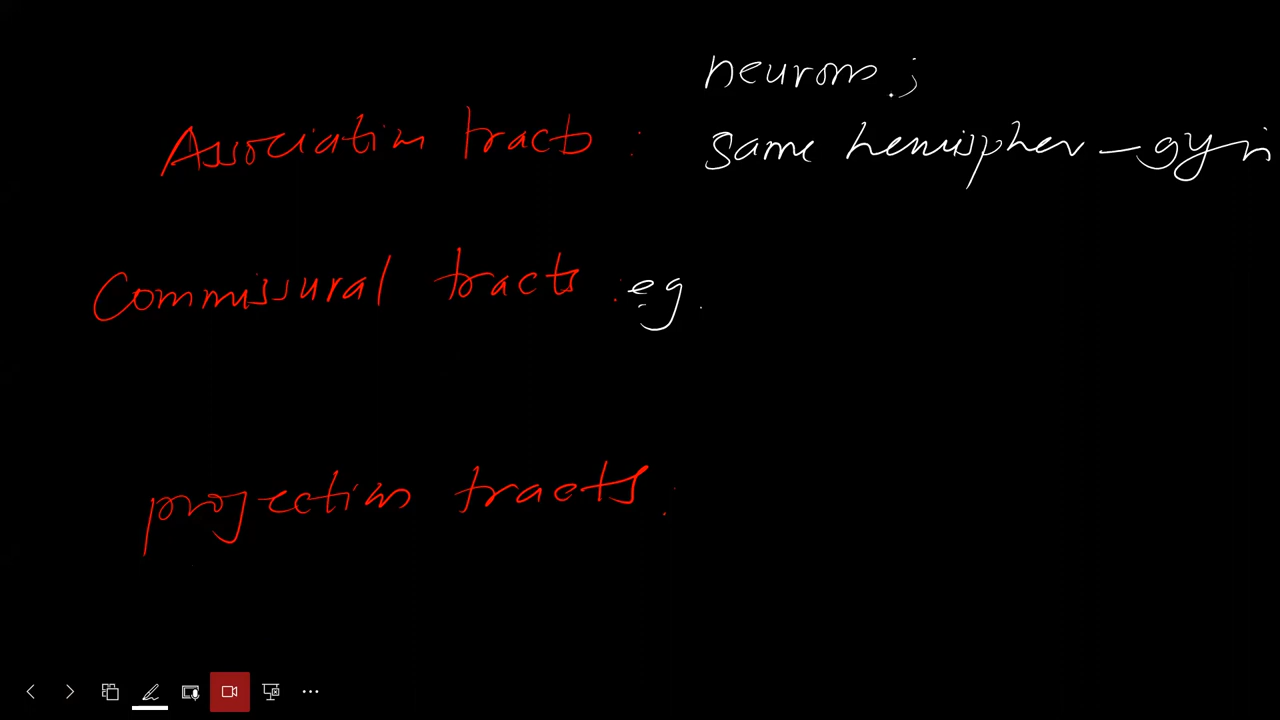 neurons ;
Association tracts :
same hemispher – gyri
Commissural tracts : eg.
projection tracts :